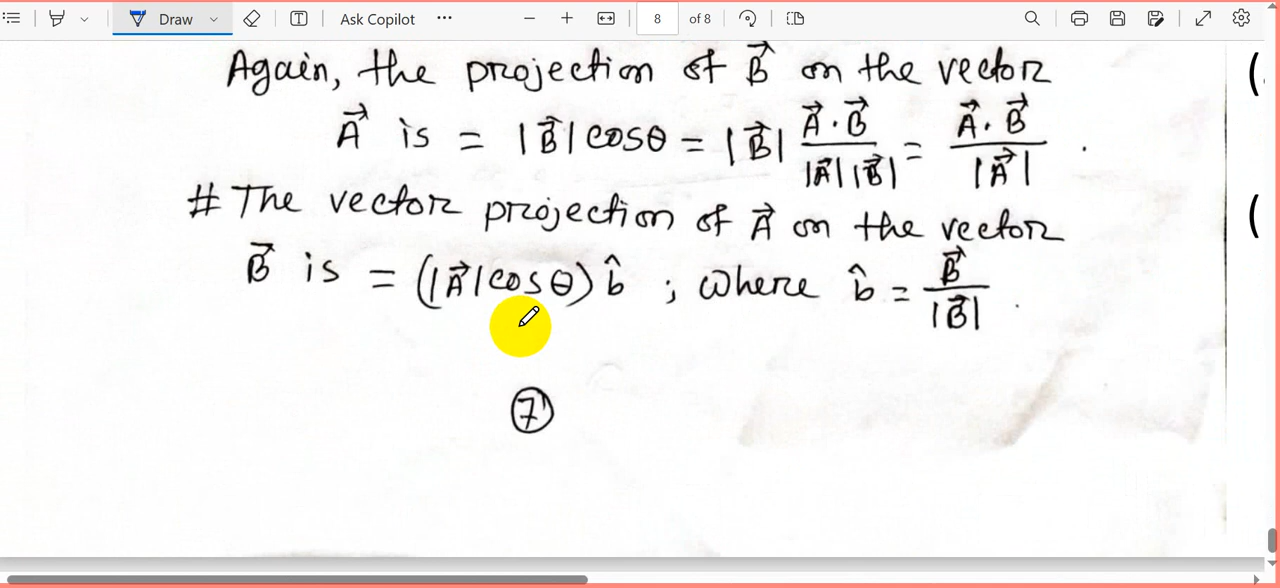 Draw
Ask Copilot
8
of 8
Again, the projection of B⃗ on the vector
A⃗ is = |B⃗|cosθ = |B⃗| (A⃗ . B⃗)/(|A⃗| |B⃗|) = (A⃗ . B⃗)/|A⃗| .
# The vector projection of A⃗ on the vector
B⃗ is = (|A⃗|cosθ) b̂ ; where b̂ = B⃗/|B⃗| .
7